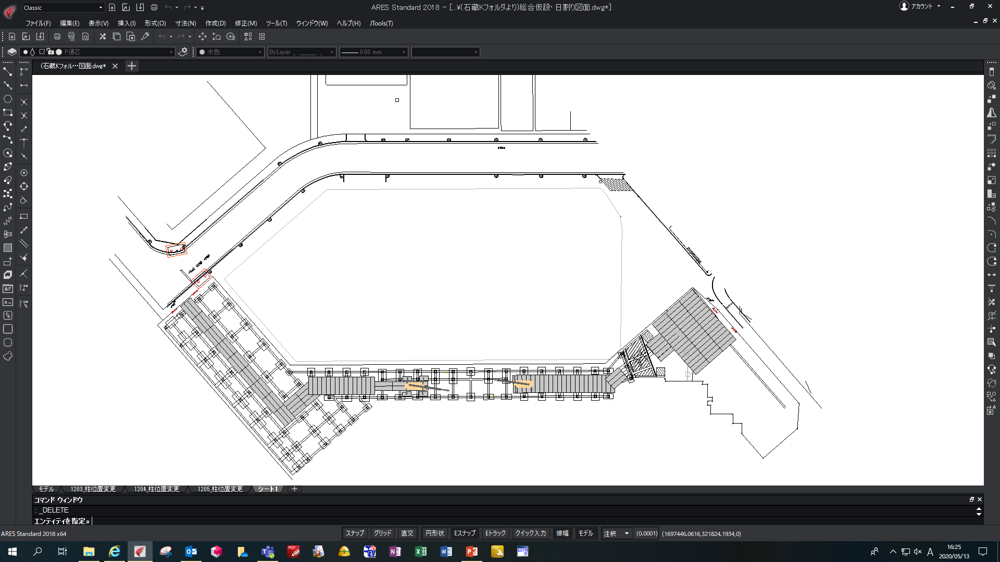 Classic
ARES Standard 2018 - [...¥(石蔵Kフォルダより)総合仮設・日割り図面.dwg*]
アカウント
ファイル(F) 編集(E) 表示(V) 挿入(I) 形式(O) 寸法(N) 作成(D) 修正(M) ツール(T) ウィンドウ(W) ヘルプ(H) JTools(T)
P通芯 水色 ByLayer 0.00 mm
(石蔵Kフォル…図面.dwg*
モデル 1203_柱位置変更 1204_柱位置変更 1205_柱位置変更 シート1
コマンド ウィンドウ
: _DELETE
エンティティを指定»
ARES Standard 2018 x64 スナップ グリッド 直交 円形状 Eスナップ Eトラック クイック入力 線幅 モデル 注釈 (0.0001) (1697446.0616,321824.1934,0)
16:25
2020/05/13